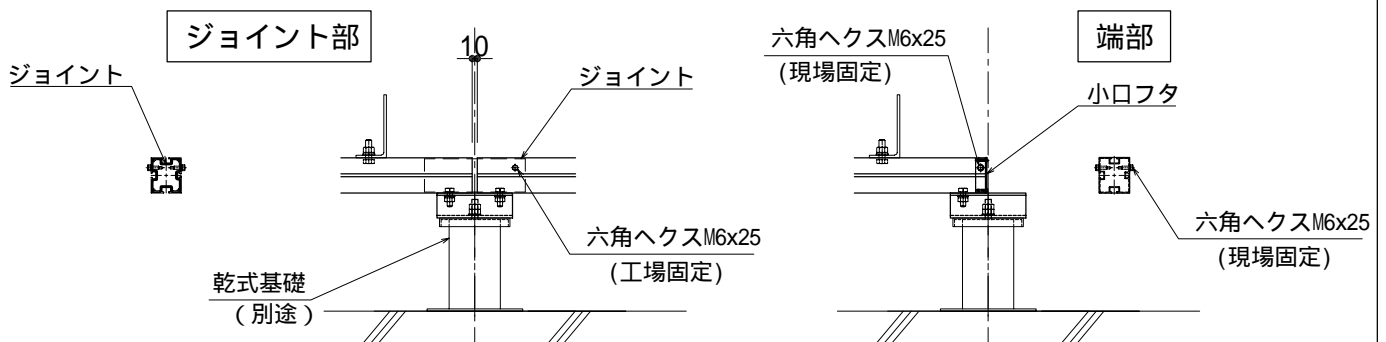 ジョイント部
ジョイント
10
ジョイント
六角ヘクスM6x25
(工場固定)
乾式基礎
(別途)
端部
六角ヘクスM6x25
(現場固定)
小口フタ
六角ヘクスM6x25
(現場固定)